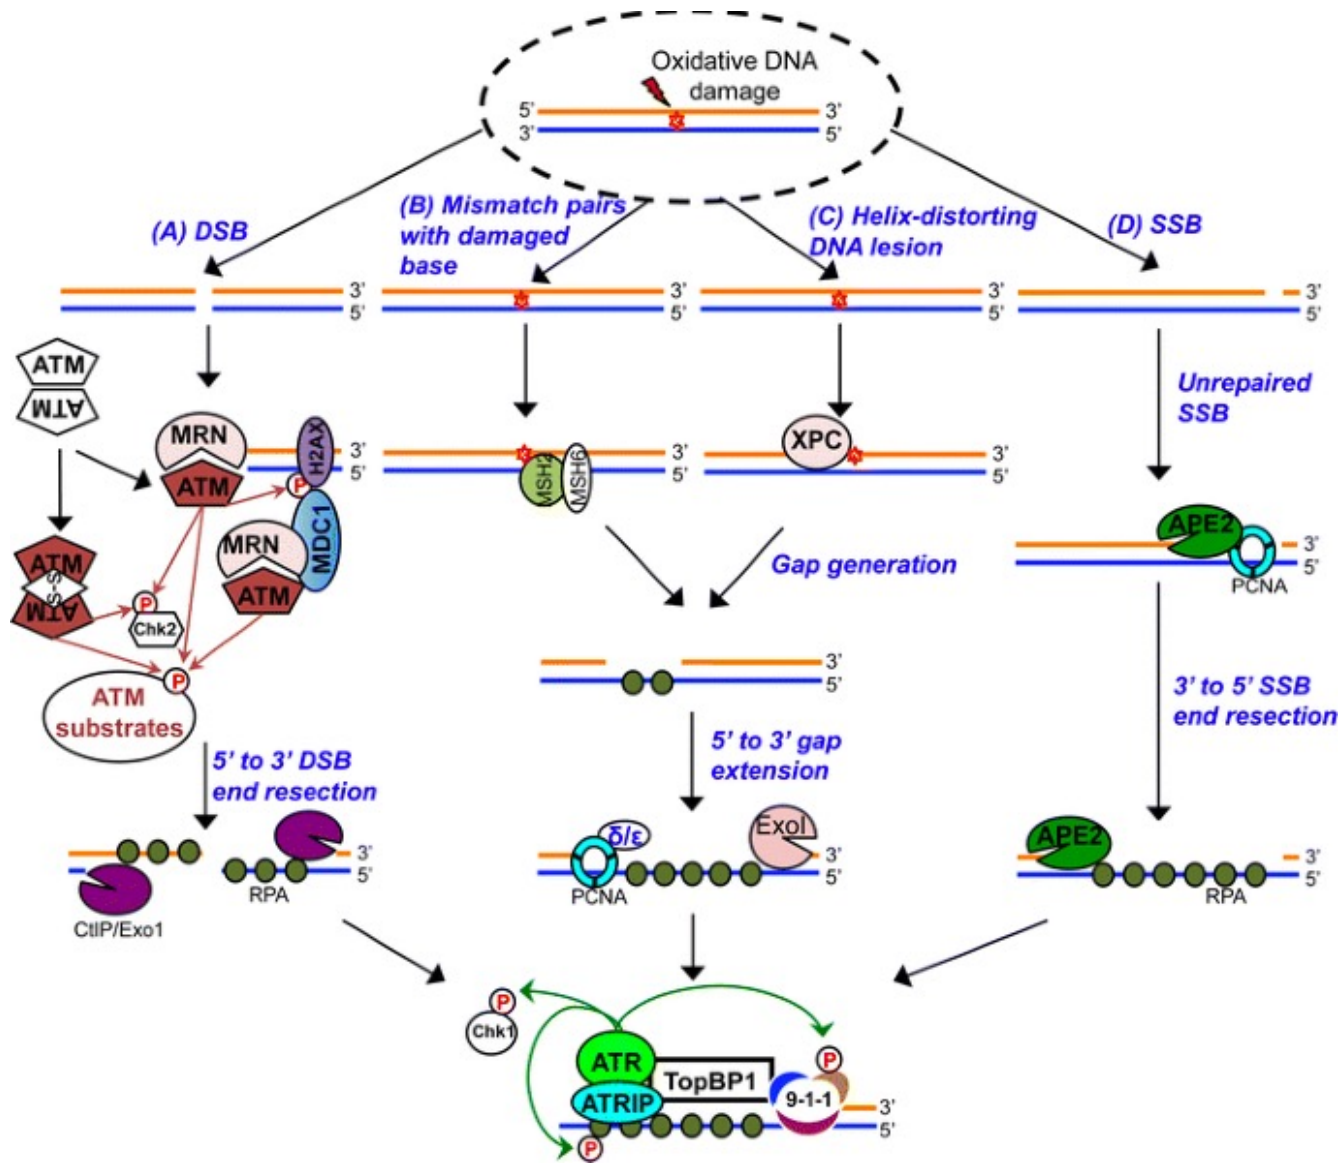 Oxidative DNA
damage
5’ 3’
3’ 5’
(A) DSB
(B) Mismatch pairs
with damaged
base
(C) Helix-distorting
DNA lesion
(D) SSB
3’ 3’ 3’ 3’
5’ 5’ 5’ 5’
ATM
ATM
MRN
ATM
H2AX
3’
5’
P
MRN
MDC1
ATM
ATM
S-S
ATM
P
Chk2
P
ATM
substrates
MSH2
MSH6
3’
5’
XPC
3’
5’
Unrepaired
SSB
APE2
3’
5’
PCNA
Gap generation
3’
5’
5’ to 3’ DSB
end resection
5’ to 3’ gap
extension
3’ to 5’ SSB
end resection
3’
5’
RPA
CtIP/Exo1
δ/ε
ExoI
3’
5’
PCNA
APE2
3’
5’
RPA
P
Chk1
ATR
ATRIP
TopBP1
P
9-1-1
3’
5’
P